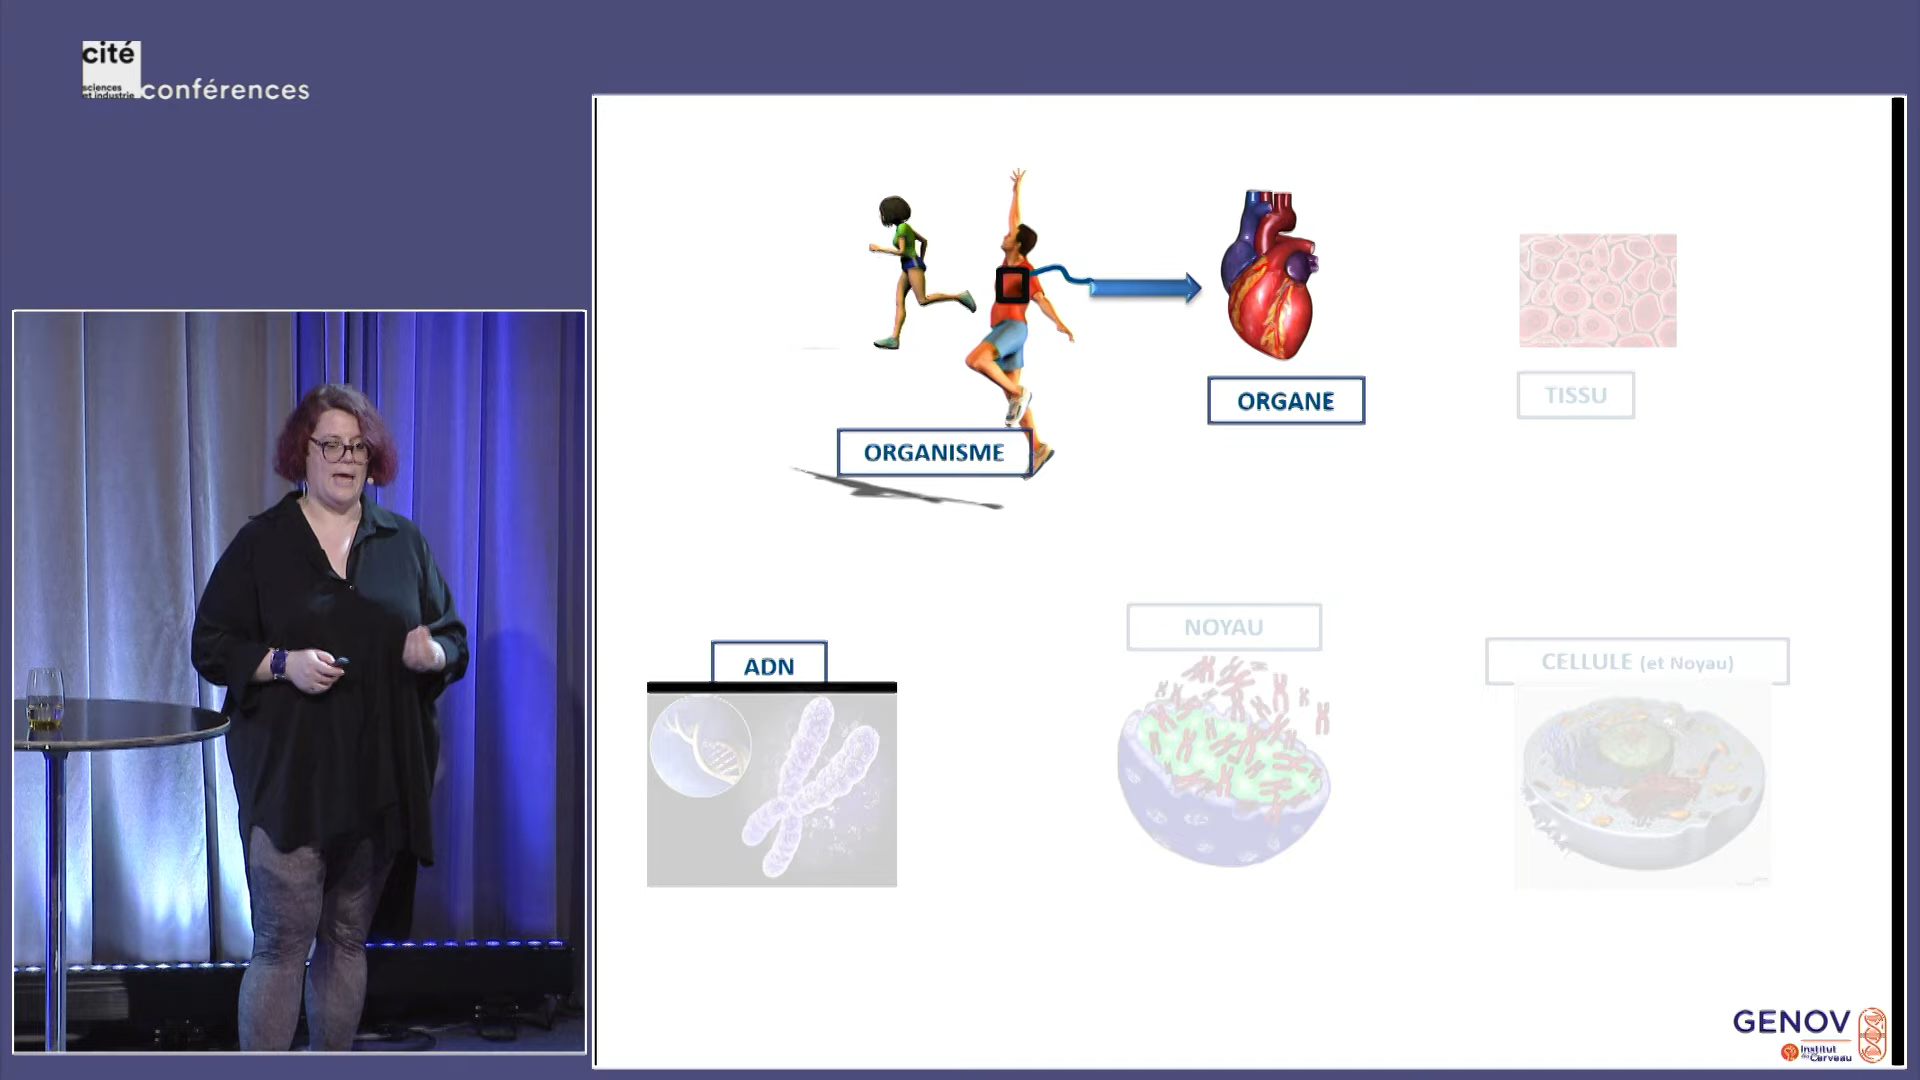 cité
sciences
et industrie
conférences
ORGANISME
ORGANE
TISSU
ADN
NOYAU
CELLULE (et Noyau)
GENOV
Institut
du Cerveau